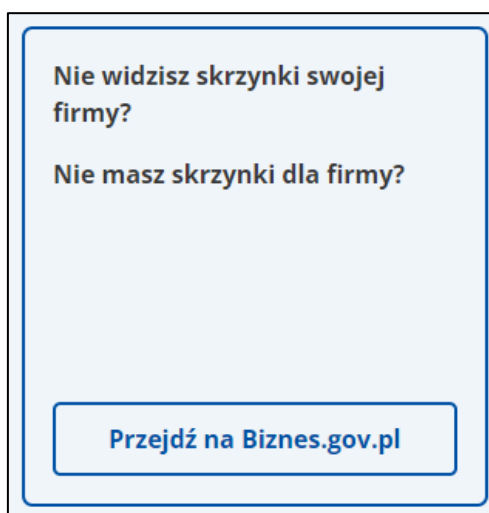 Nie widzisz skrzynki swojej
firmy?
Nie masz skrzynki dla firmy?
Przejdź na Biznes.gov.pl